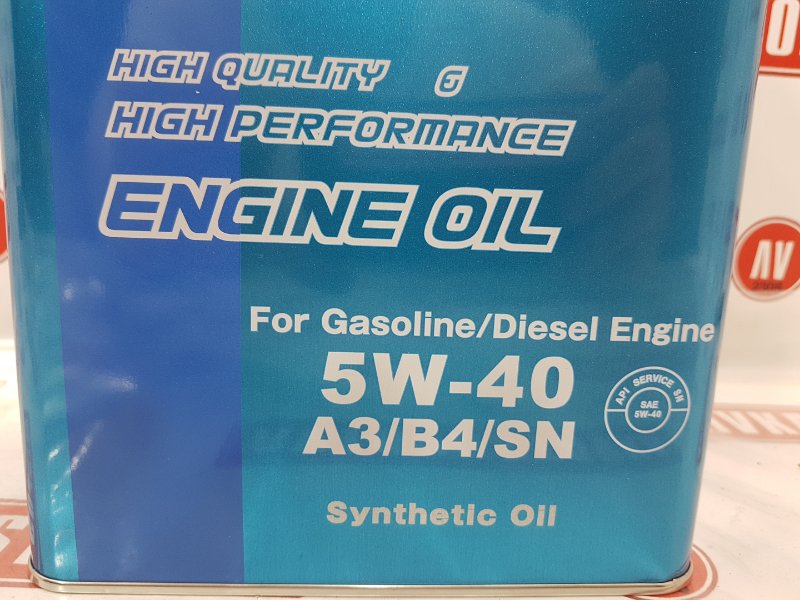 HIGH QUALITY &
HIGH PERFORMANCE
ENGINE OIL
For Gasoline/Diesel Engine
5W-40
A3/B4/SN
API SERVICE SN
SAE
5W-40
Synthetic Oil
AV